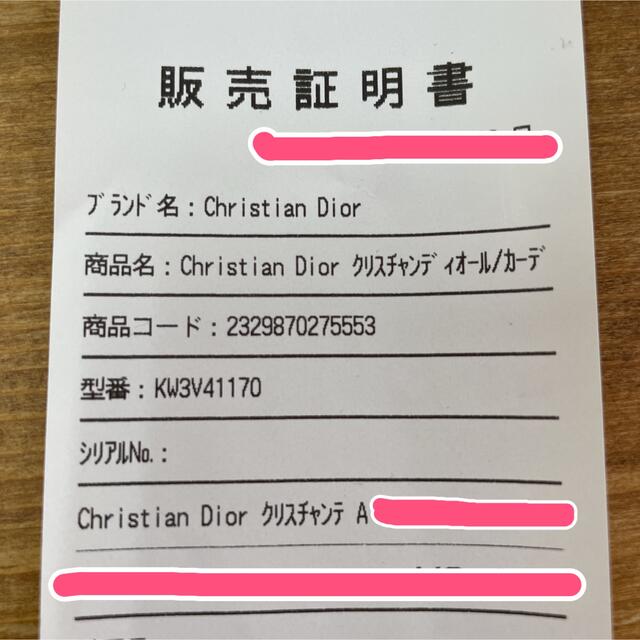 販売証明書
ﾌﾞﾗﾝﾄﾞ名：Christian Dior
商品名：Christian Dior ｸﾘｽﾁｬﾝﾃﾞｨｵｰﾙ/ｶｰﾃﾞ
商品コード：2329870275553
型番：KW3V41170
ｼﾘｱﾙNo.：
Christian Dior ｸﾘｽﾁｬﾝﾃ A